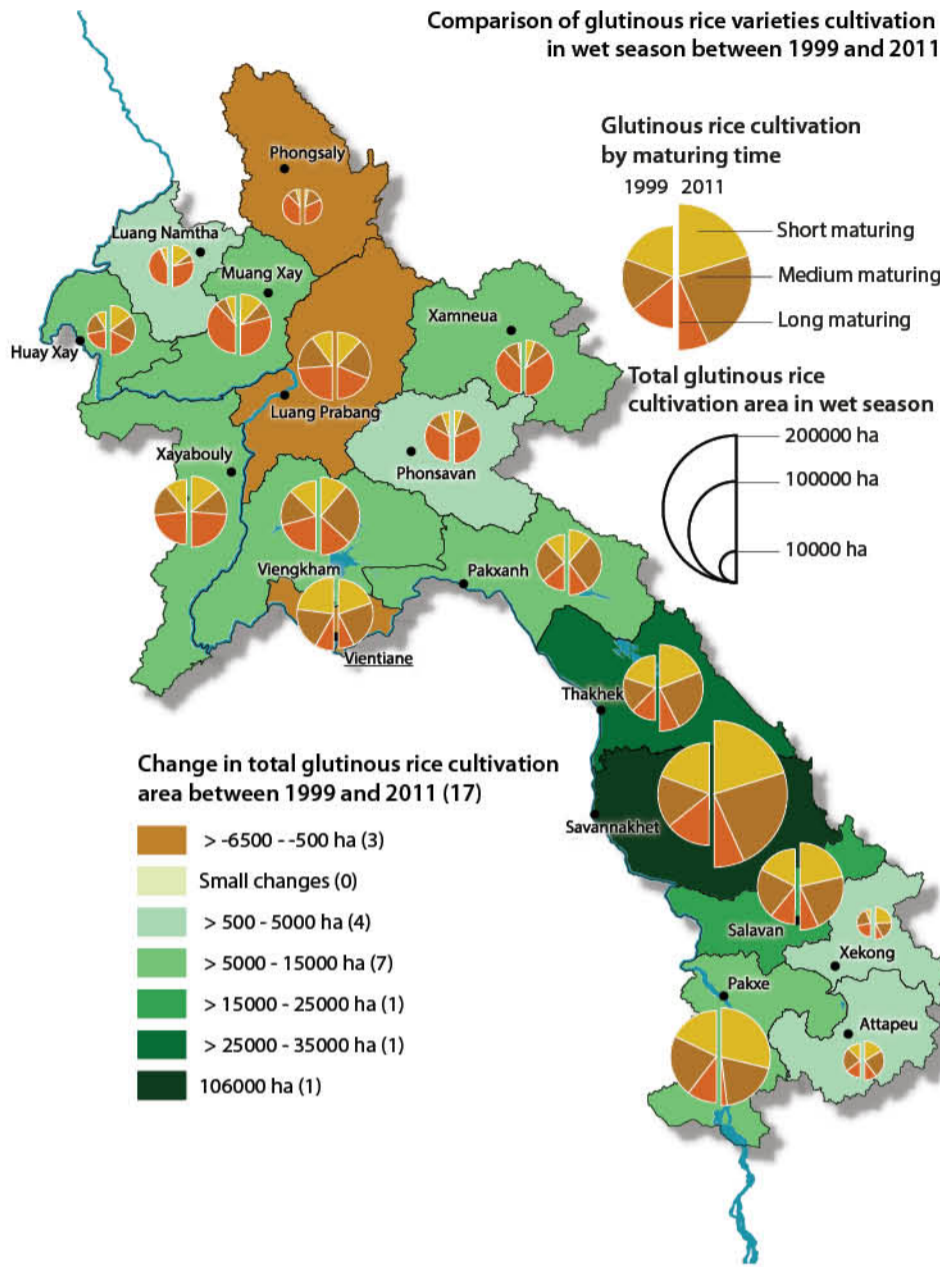 Comparison of glutinous rice varieties cultivation
in wet season between 1999 and 2011
Glutinous rice cultivation
by maturing time
1999 2011
Short maturing
Medium maturing
Long maturing
Total glutinous rice
cultivation area in wet season
200000 ha
100000 ha
10000 ha
Phongsaly
Luang Namtha
Muang Xay
Xamneua
Huay Xay
Luang Prabang
Xayabouly
Phonsavan
Viengkham
Pakxanh
Vientiane
Thakhek
Savannakhet
Salavan
Xekong
Pakxe
Attapeu
Change in total glutinous rice cultivation
area between 1999 and 2011 (17)
> -6500 - -500 ha (3)
Small changes (0)
> 500 - 5000 ha (4)
> 5000 - 15000 ha (7)
> 15000 - 25000 ha (1)
> 25000 - 35000 ha (1)
106000 ha (1)